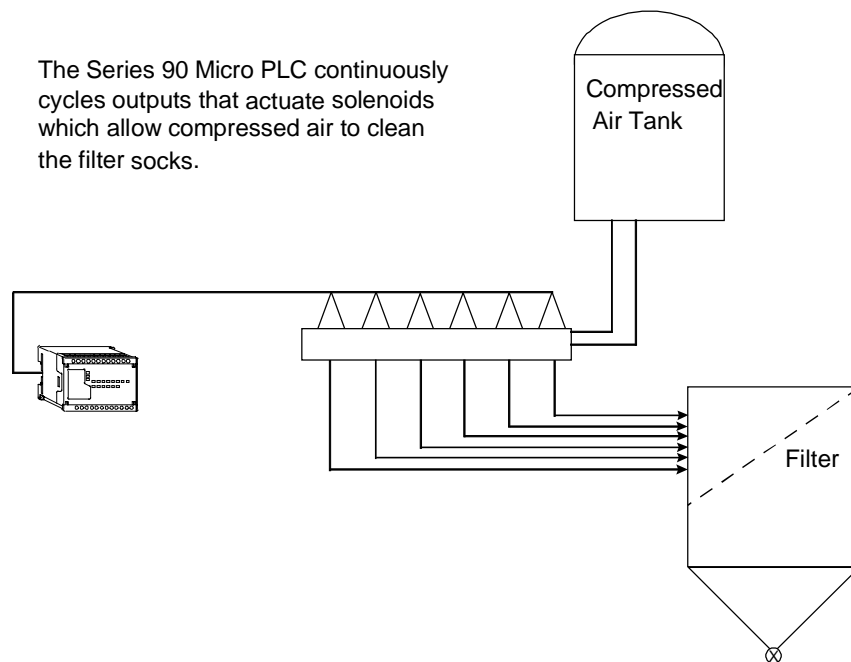 The Series 90 Micro PLC continuously
cycles outputs that actuate solenoids
which allow compressed air to clean
the filter socks.
Compressed
Air Tank
Filter